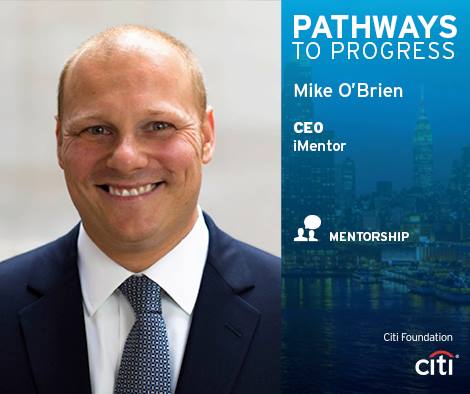 PATHWAYS
TO PROGRESS
Mike O'Brien
CEO
iMentor
MENTORSHIP
Citi Foundation
citi®